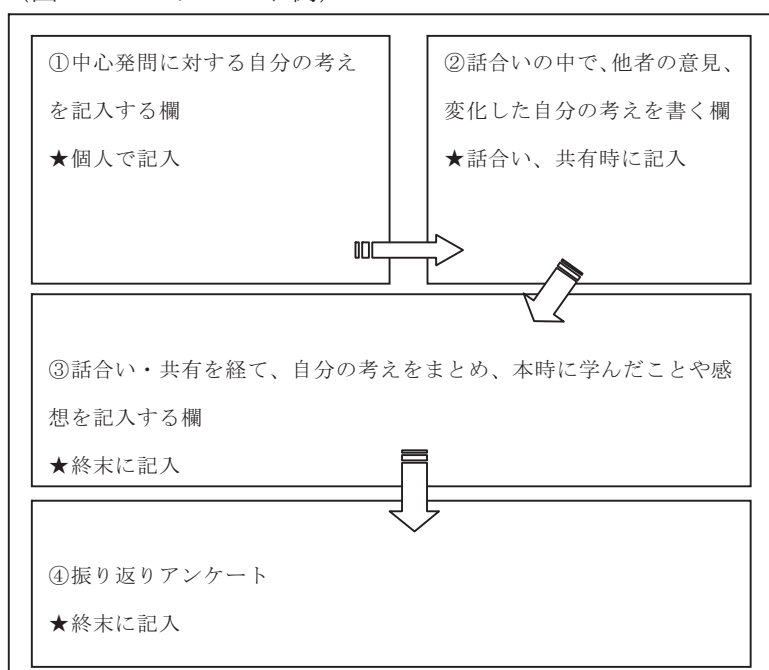 ①中心発問に対する自分の考え
を記入する欄
★個人で記入
②話合いの中で、他者の意見、
変化した自分の考えを書く欄
★話合い、共有時に記入
③話合い・共有を経て、自分の考えをまとめ、本時に学んだことや感
想を記入する欄
★終末に記入
④振り返りアンケート
★終末に記入